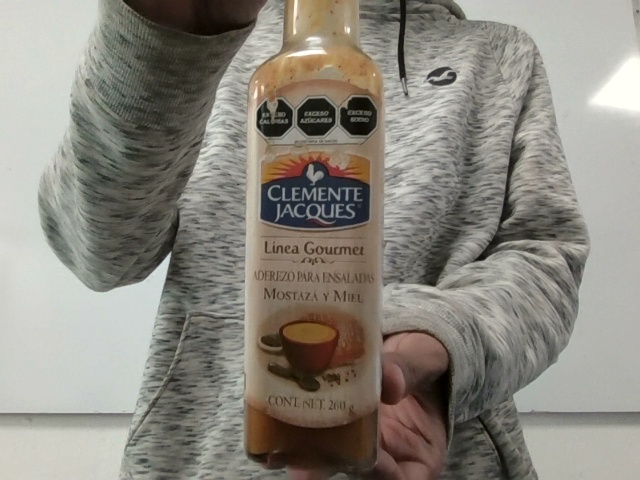 EXCESO CALORÍAS
EXCESO AZÚCARES
EXCESO SODIO
CLEMENTE
JACQUES
Línea Gourmet
ADEREZO PARA ENSALADAS
MOSTAZA Y MIEL
CONT. NET. 260 g